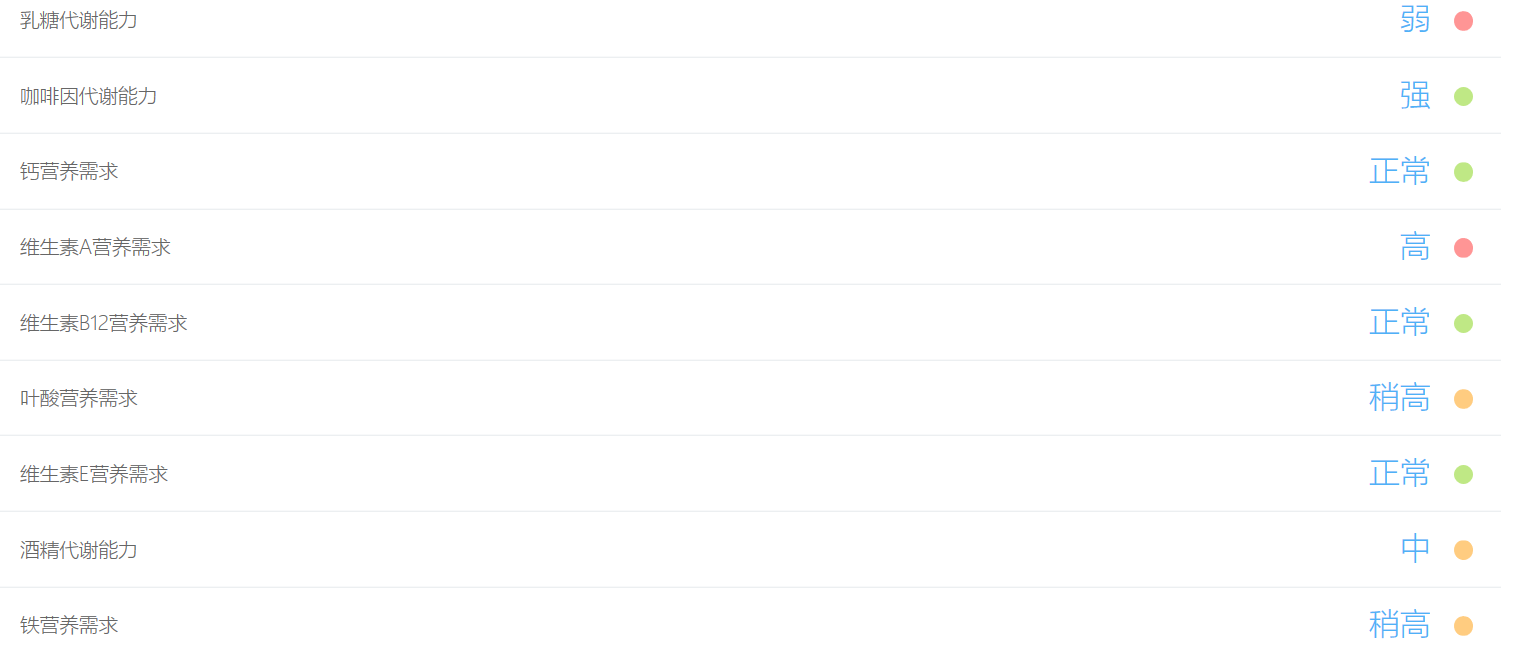 乳糖代谢能力 弱
咖啡因代谢能力 强
钙营养需求 正常
维生素A营养需求 高
维生素B12营养需求 正常
叶酸营养需求 稍高
维生素E营养需求 正常
酒精代谢能力 中
铁营养需求 稍高